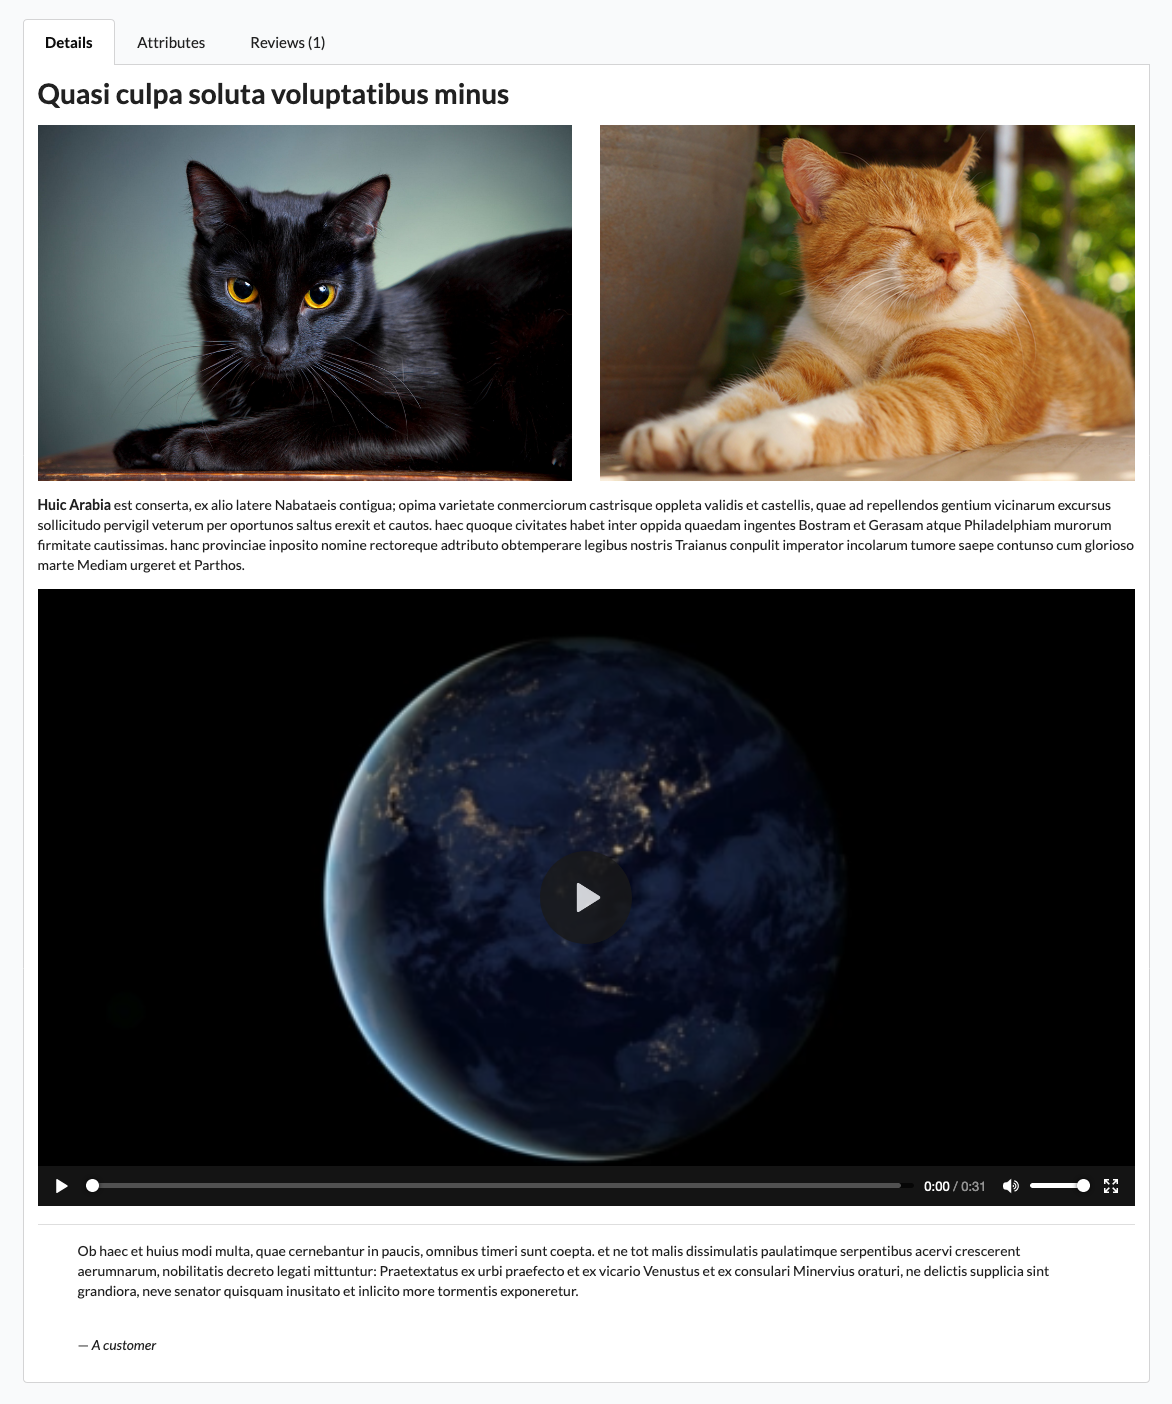 Details
Attributes
Reviews (1)
Quasi culpa soluta voluptatibus minus
Huic Arabia est conserta, ex alio latere Nabataeis contigua; opima varietate conmerciorum castrisque oppleta validis et castellis, quae ad repellendos gentium vicinarum excursus
sollicitudo pervigil veterum per oportunos saltus erexit et cautos. haec quoque civitates habet inter oppida quaedam ingentes Bostram et Gerasam atque Philadelphiam murorum
firmitate cautissimas. hanc provinciae inposito nomine rectoreque adtributo obtemperare legibus nostris Traianus conpulit imperator incolarum tumore saepe contunso cum glorioso
marte Mediam urgeret et Parthos.
0:00 / 0:31
Ob haec et huius modi multa, quae cernebantur in paucis, omnibus timeri sunt coepta. et ne tot malis dissimulatis paulatimque serpentibus acervi crescerent
aerumnarum, nobilitatis decreto legati mittuntur: Praetextatus ex urbi praefecto et ex vicario Venustus et ex consulari Minervius oraturi, ne delictis supplicia sint
grandiora, neve senator quisquam inusitato et inlicito more tormentis exponeretur.
— A customer